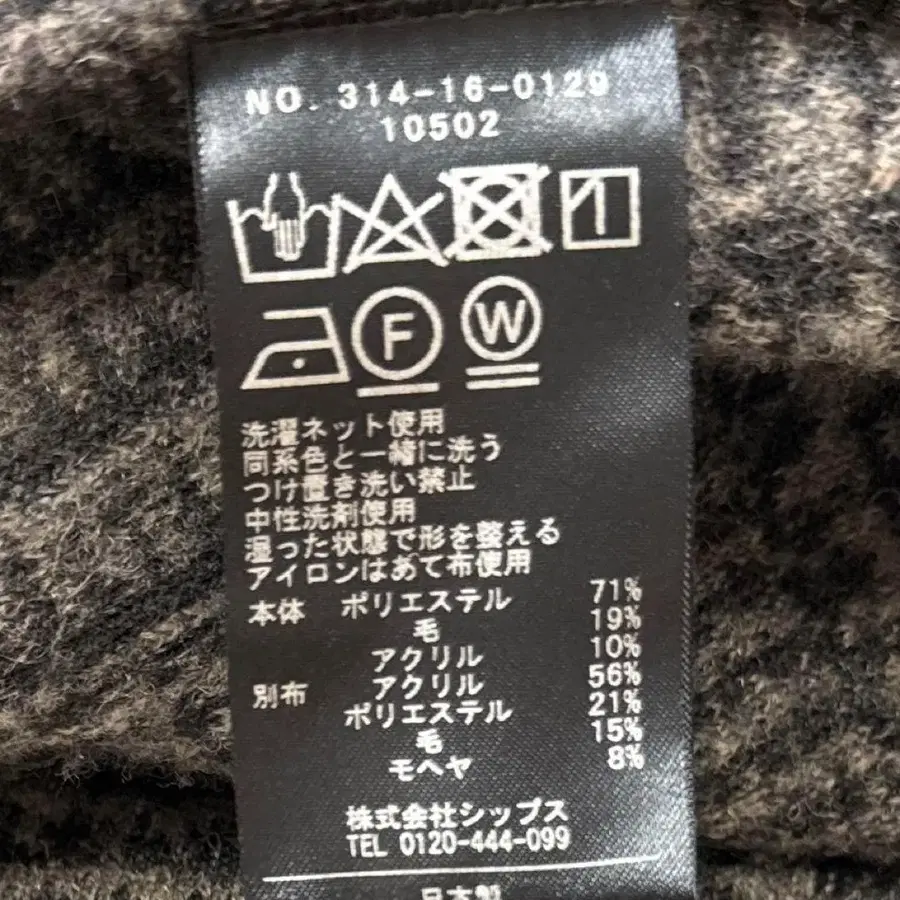 NO. 314-16-0129
10502
F W
洗濯ネット使用
同系色と一緒に洗う
つけ置き洗い禁止
中性洗剤使用
湿った状態で形を整える
アイロンはあて布使用
本体 ポリエステル 71%
毛 19%
アクリル 10%
別布 アクリル 56%
ポリエステル 21%
毛 15%
モヘヤ 8%
株式会社シップス
TEL 0120-444-099
日本製